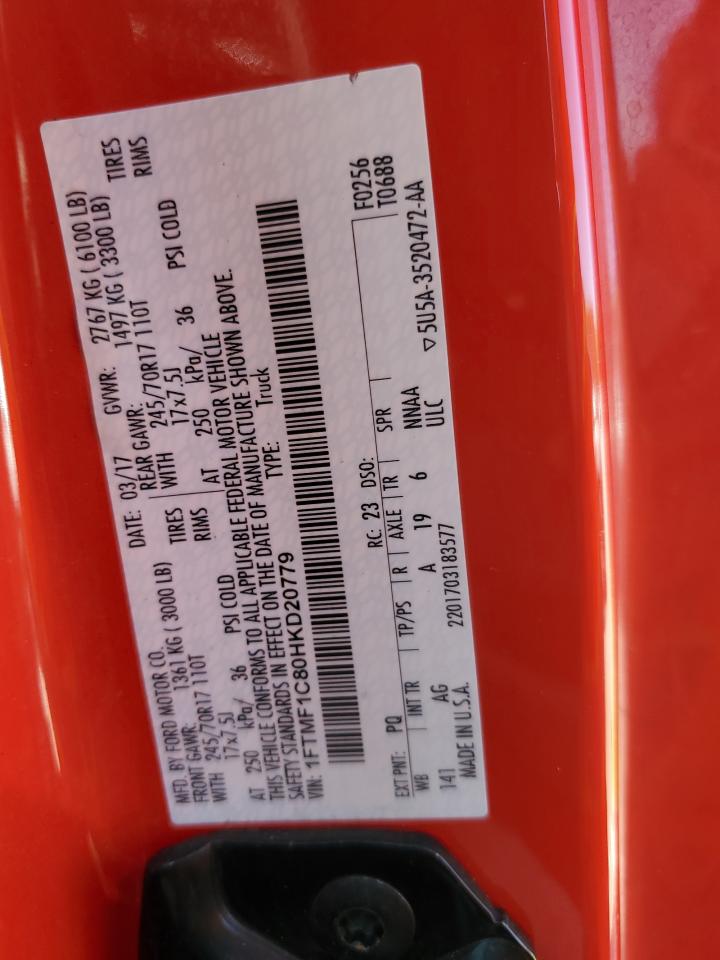 MFD. BY FORD MOTOR CO.
DATE: 03/17 GVWR: 2767 KG ( 6100 LB)
FRONT GAWR: 1361 KG ( 3000 LB) REAR GAWR: 1497 KG ( 3300 LB)
WITH 245/70R17 110T TIRES WITH 245/70R17 110T TIRES
17x7.5J RIMS 17x7.5J RIMS
AT 250 kPa/ 36 PSI COLD AT 250 kPa/ 36 PSI COLD
THIS VEHICLE CONFORMS TO ALL APPLICABLE FEDERAL MOTOR VEHICLE
SAFETY STANDARDS IN EFFECT ON THE DATE OF MANUFACTURE SHOWN ABOVE.
VIN: 1FTMF1C80HKD20779 TYPE: Truck
F0256
T0688
EXT PNT: PQ RC: 23 DSO:
WB INT TR TP/PS R AXLE TR SPR
141 AG A 19 6 NNAA
ULC
MADE IN U.S.A. 2201703183577 ▽5U5A-3520472-AA